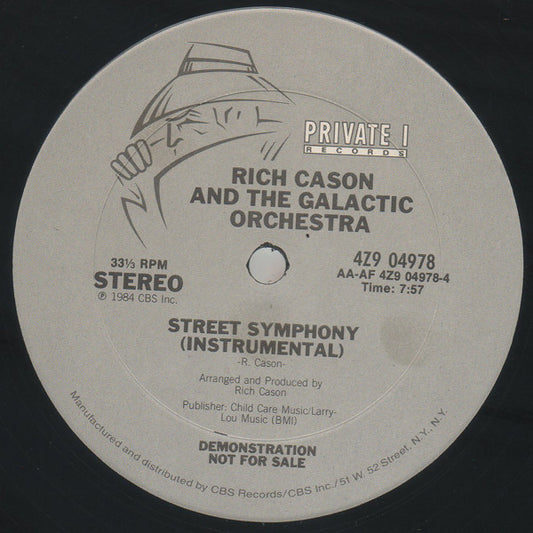 PRIVATE I
RECORDS
RICH CASON
AND THE GALACTIC
ORCHESTRA
33⅓ RPM
STEREO
℗ 1984 CBS Inc.
4Z9 04978
AA-AF 4Z9 04978-4
Time: 7:57
STREET SYMPHONY
(INSTRUMENTAL)
-R. Cason-
Arranged and Produced by
Rich Cason
Publisher: Child Care Music/Larry-
Lou Music (BMI)
DEMONSTRATION
NOT FOR SALE
Manufactured and distributed by CBS Records/CBS Inc./51 W. 52 Street, N.Y., N.Y.